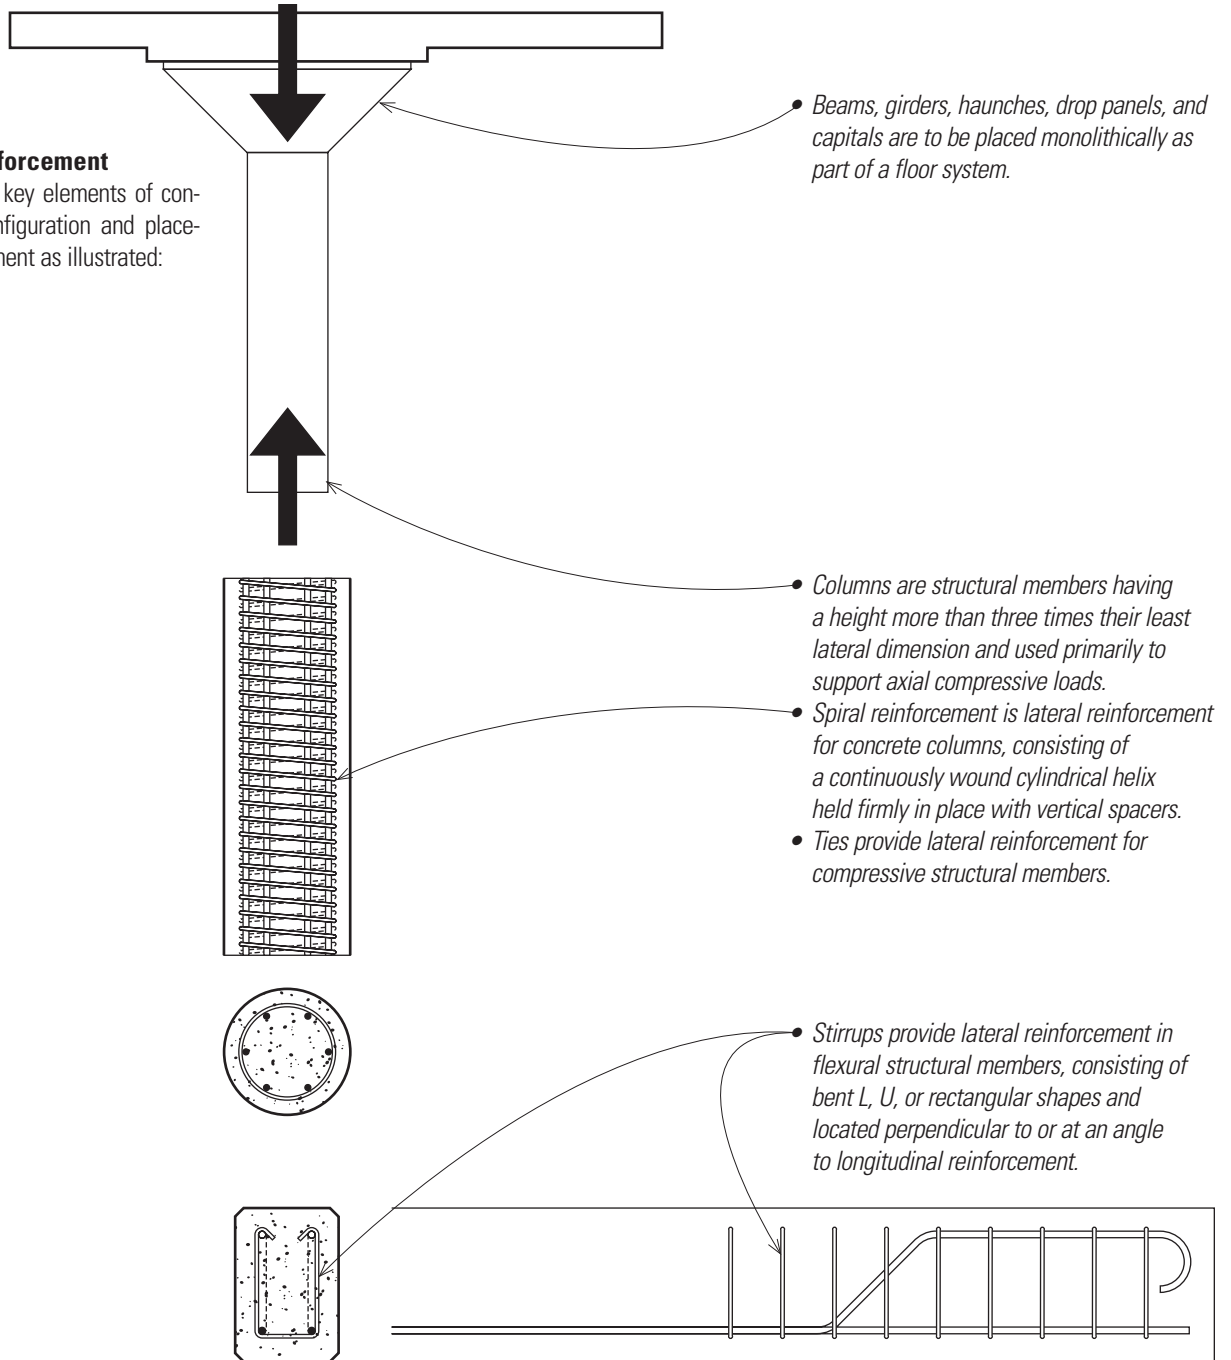 nforcement
key elements of con-
nfiguration and place-
ment as illustrated:
• Beams, girders, haunches, drop panels, and
capitals are to be placed monolithically as
part of a floor system.
• Columns are structural members having
a height more than three times their least
lateral dimension and used primarily to
support axial compressive loads.
• Spiral reinforcement is lateral reinforcement
for concrete columns, consisting of
a continuously wound cylindrical helix
held firmly in place with vertical spacers.
• Ties provide lateral reinforcement for
compressive structural members.
• Stirrups provide lateral reinforcement in
flexural structural members, consisting of
bent L, U, or rectangular shapes and
located perpendicular to or at an angle
to longitudinal reinforcement.